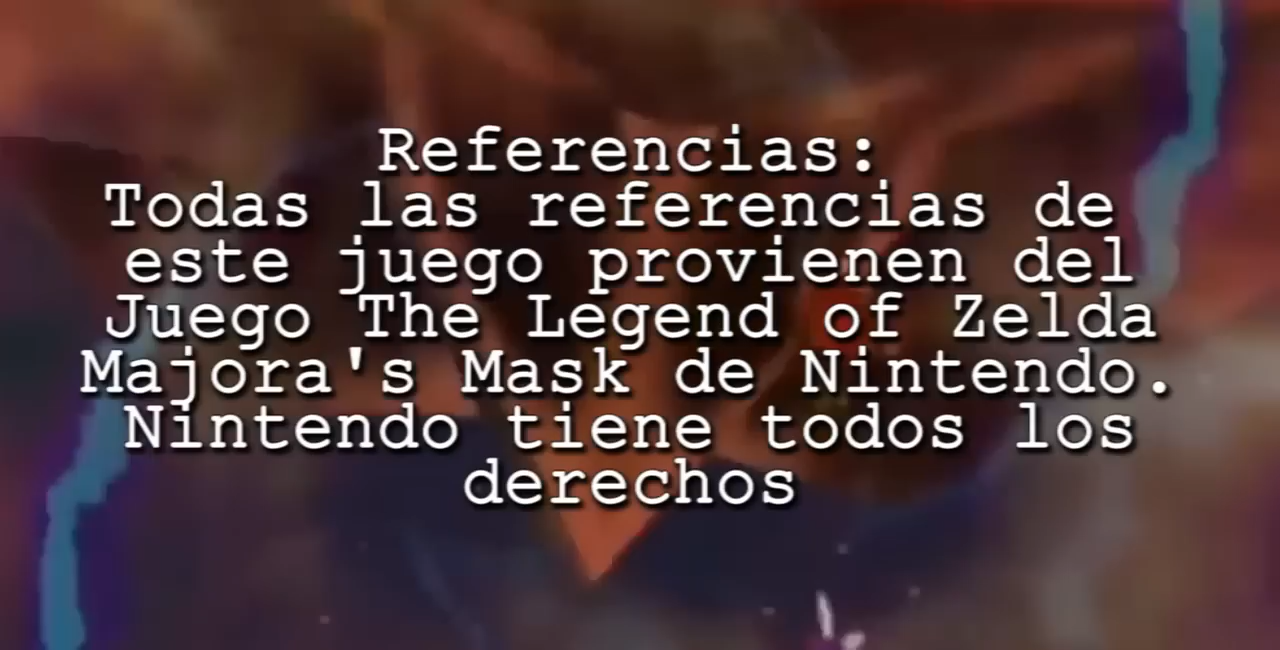 Referencias:
Todas las referencias de
este juego provienen del
Juego The Legend of Zelda
Majora's Mask de Nintendo.
Nintendo tiene todos los
derechos